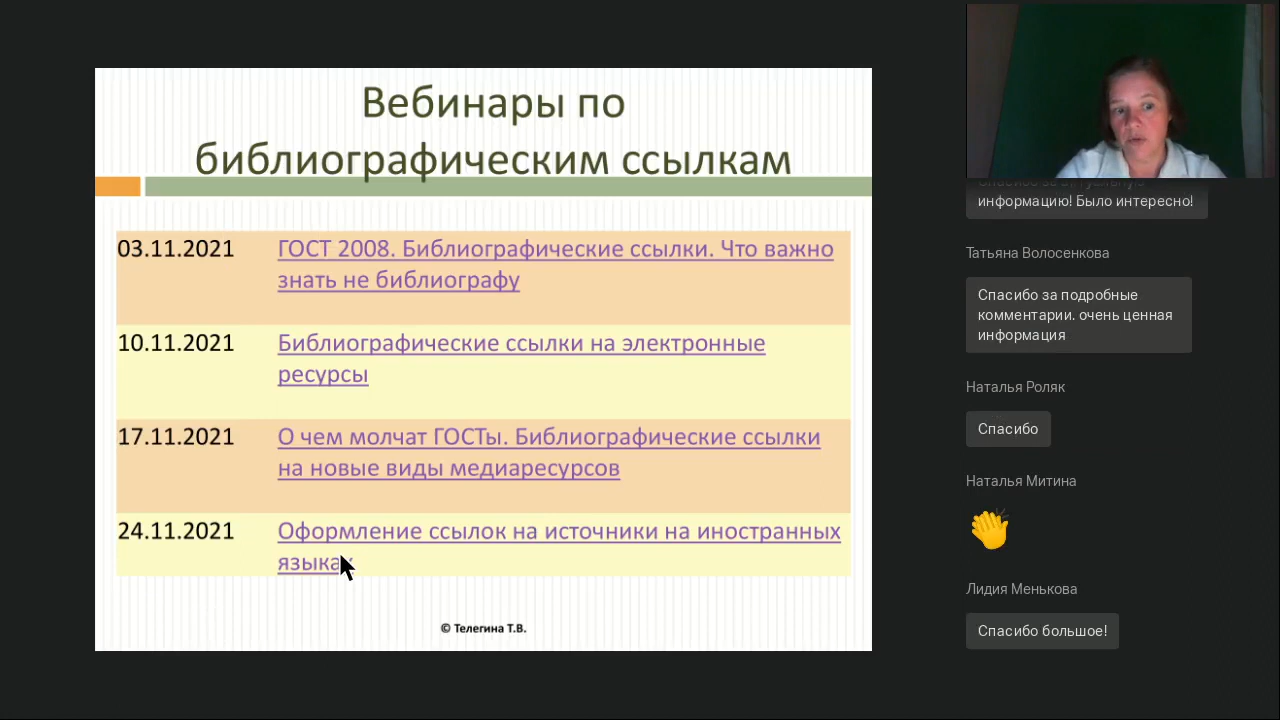 Вебинары по
библиографическим ссылкам
03.11.2021
ГОСТ 2008. Библиографические ссылки. Что важно
знать не библиографу
10.11.2021
Библиографические ссылки на электронные
ресурсы
17.11.2021
О чем молчат ГОСТы. Библиографические ссылки
на новые виды медиаресурсов
24.11.2021
Оформление ссылок на источники на иностранных
языках
© Телегина Т.В.
информацию! Было интересно!
Татьяна Волосенкова
Спасибо за подробные
комментарии. очень ценная
информация
Наталья Роляк
Спасибо
Наталья Митина
Лидия Менькова
Спасибо большое!